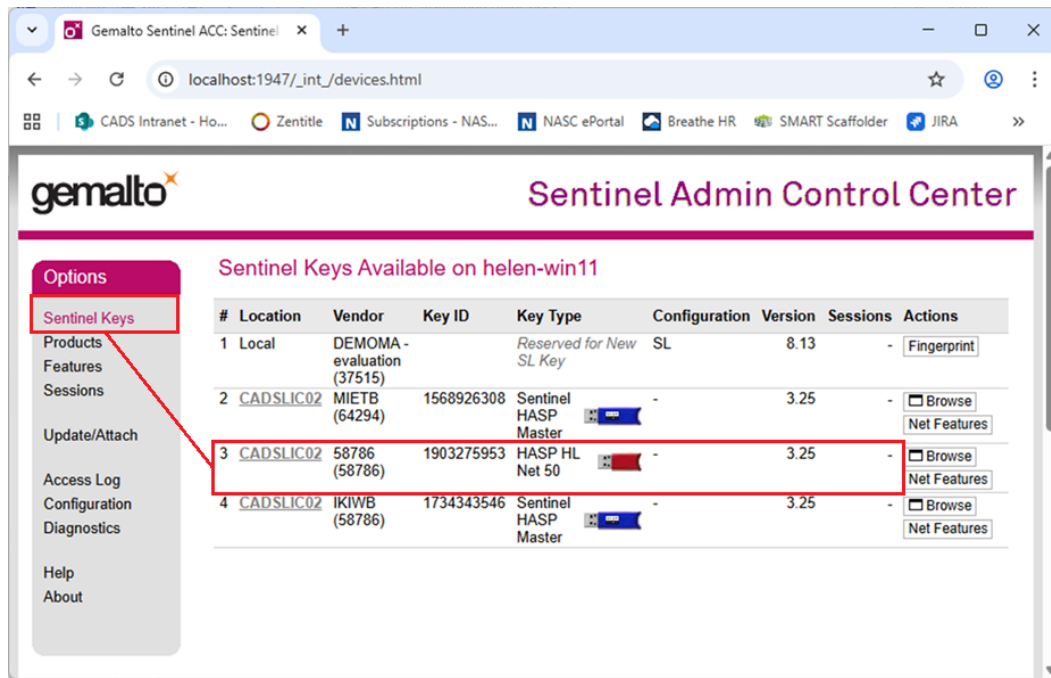 Gemalto Sentinel ACC: Sentinel
localhost:1947/_int_/devices.html
CADS Intranet - Ho...
Zentitle
Subscriptions - NAS...
NASC ePortal
Breathe HR
SMART Scaffolder
JIRA
gemalto
Sentinel Admin Control Center
Options
Sentinel Keys
Products
Features
Sessions
Update/Attach
Access Log
Configuration
Diagnostics
Help
About
Sentinel Keys Available on helen-win11
# Location Vendor Key ID Key Type Configuration Version Sessions Actions
1 Local DEMOMA - Reserved for New SL 8.13 - Fingerprint
evaluation SL Key
(37515)
2 CADSLIC02 MIETB 1568926308 Sentinel - 3.25 - Browse
(64294) HASP Net Features
Master
3 CADSLIC02 58786 1903275953 HASP HL - 3.25 - Browse
(58786) Net 50 Net Features
4 CADSLIC02 IKIWB 1734343546 Sentinel - 3.25 - Browse
(58786) HASP Net Features
Master